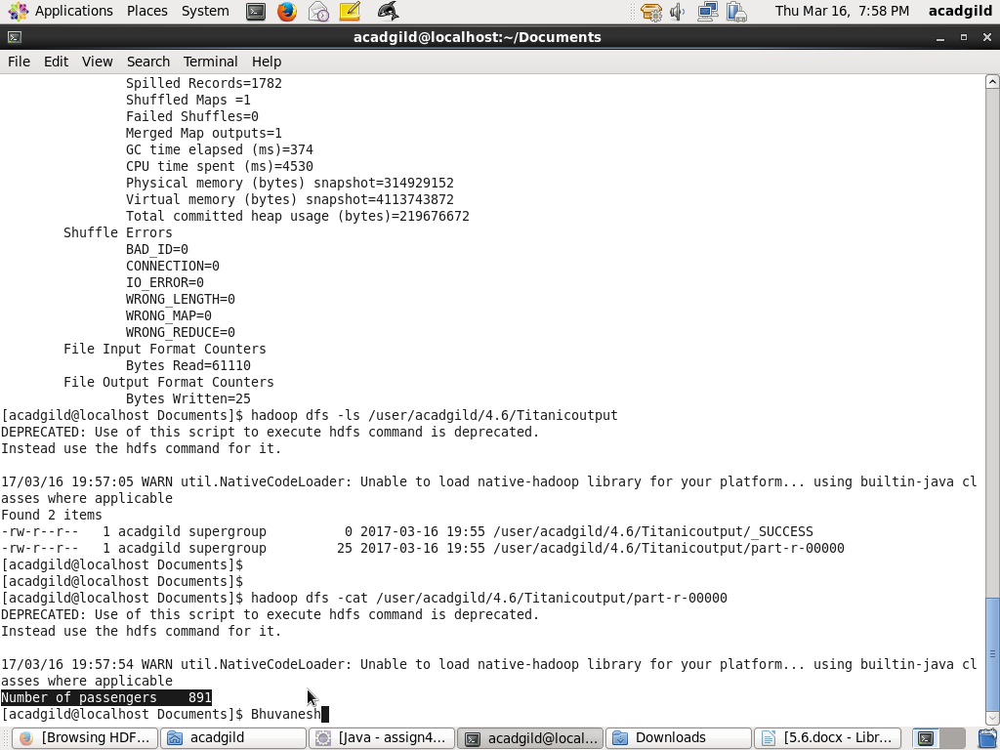 Applications Places System Thu Mar 16, 7:58 PM acadgild
acadgild@localhost:~/Documents
File Edit View Search Terminal Help
Spilled Records=1782
Shuffled Maps =1
Failed Shuffles=0
Merged Map outputs=1
GC time elapsed (ms)=374
CPU time spent (ms)=4530
Physical memory (bytes) snapshot=314929152
Virtual memory (bytes) snapshot=4113743872
Total committed heap usage (bytes)=219676672
Shuffle Errors
BAD_ID=0
CONNECTION=0
IO_ERROR=0
WRONG_LENGTH=0
WRONG_MAP=0
WRONG_REDUCE=0
File Input Format Counters
Bytes Read=61110
File Output Format Counters
Bytes Written=25
[acadgild@localhost Documents]$ hadoop dfs -ls /user/acadgild/4.6/Titanicoutput
DEPRECATED: Use of this script to execute hdfs command is deprecated.
Instead use the hdfs command for it.
17/03/16 19:57:05 WARN util.NativeCodeLoader: Unable to load native-hadoop library for your platform... using builtin-java cl
asses where applicable
Found 2 items
-rw-r--r--   1 acadgild supergroup          0 2017-03-16 19:55 /user/acadgild/4.6/Titanicoutput/_SUCCESS
-rw-r--r--   1 acadgild supergroup         25 2017-03-16 19:55 /user/acadgild/4.6/Titanicoutput/part-r-00000
[acadgild@localhost Documents]$
[acadgild@localhost Documents]$
[acadgild@localhost Documents]$ hadoop dfs -cat /user/acadgild/4.6/Titanicoutput/part-r-00000
DEPRECATED: Use of this script to execute hdfs command is deprecated.
Instead use the hdfs command for it.
17/03/16 19:57:54 WARN util.NativeCodeLoader: Unable to load native-hadoop library for your platform... using builtin-java cl
asses where applicable
Number of passengers    891
[acadgild@localhost Documents]$ Bhuvanesh
[Browsing HDF... acadgild [Java - assign4... acadgild@local... Downloads [5.6.docx - Libr...